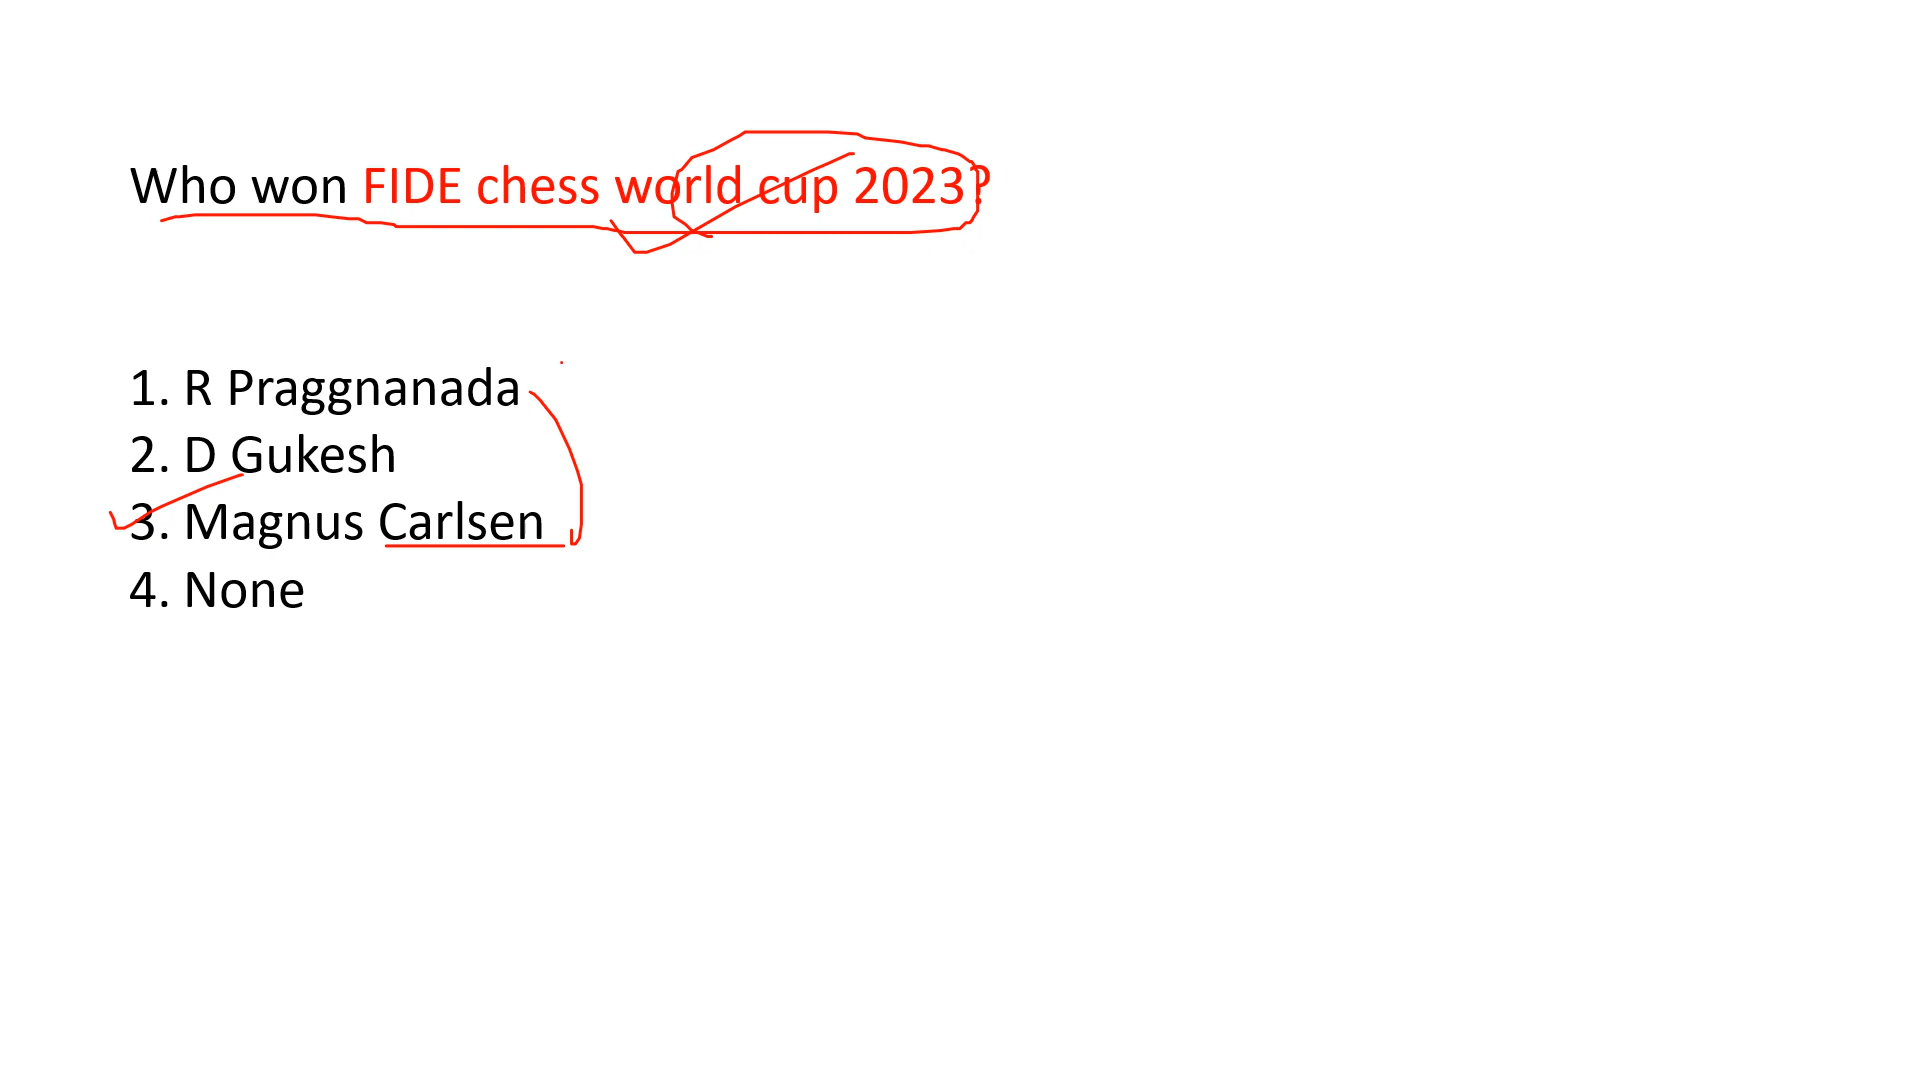 Who won FIDE chess world cup 2023?
1. R Praggnanada
2. D Gukesh
3. Magnus Carlsen
4. None